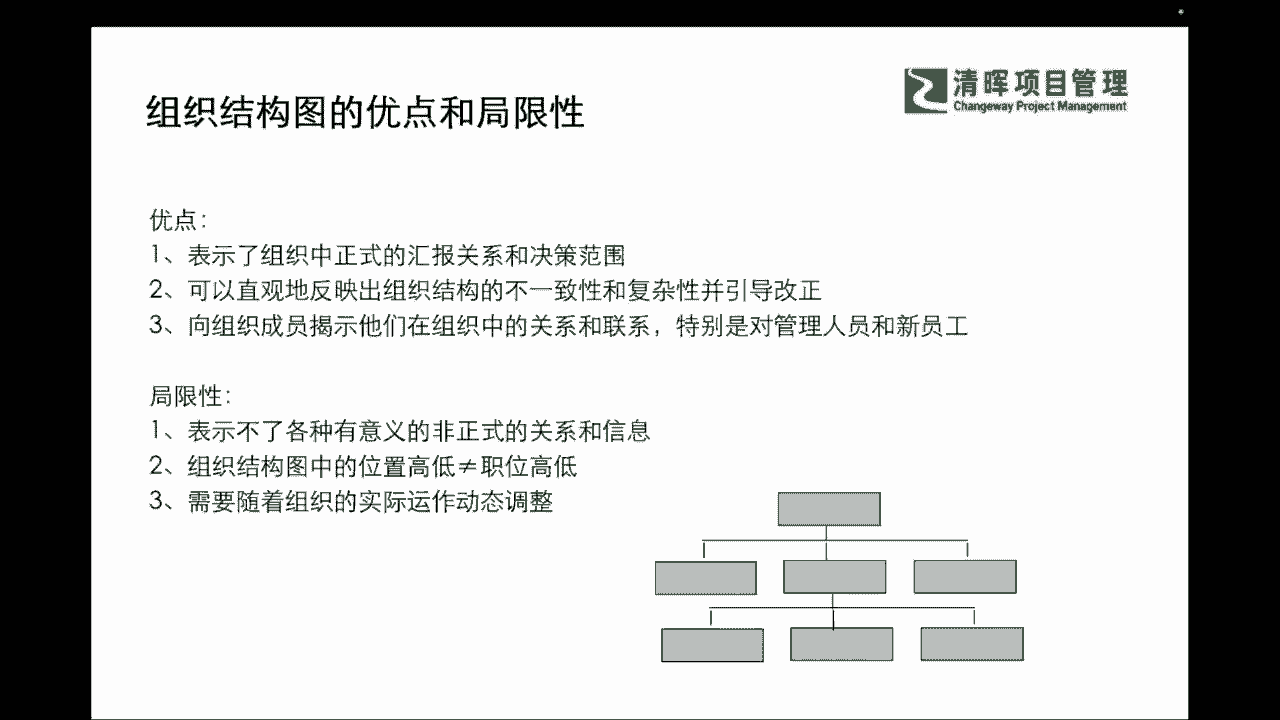 清晖项目管理
Changeway Project Management
组织结构图的优点和局限性
优点：
1、表示了组织中正式的汇报关系和决策范围
2、可以直观地反映出组织结构的不一致性和复杂性并引导改正
3、向组织成员揭示他们在组织中的关系和联系，特别是对管理人员和新员工
局限性：
1、表示不了各种有意义的非正式的关系和信息
2、组织结构图中的位置高低≠职位高低
3、需要随着组织的实际运作动态调整